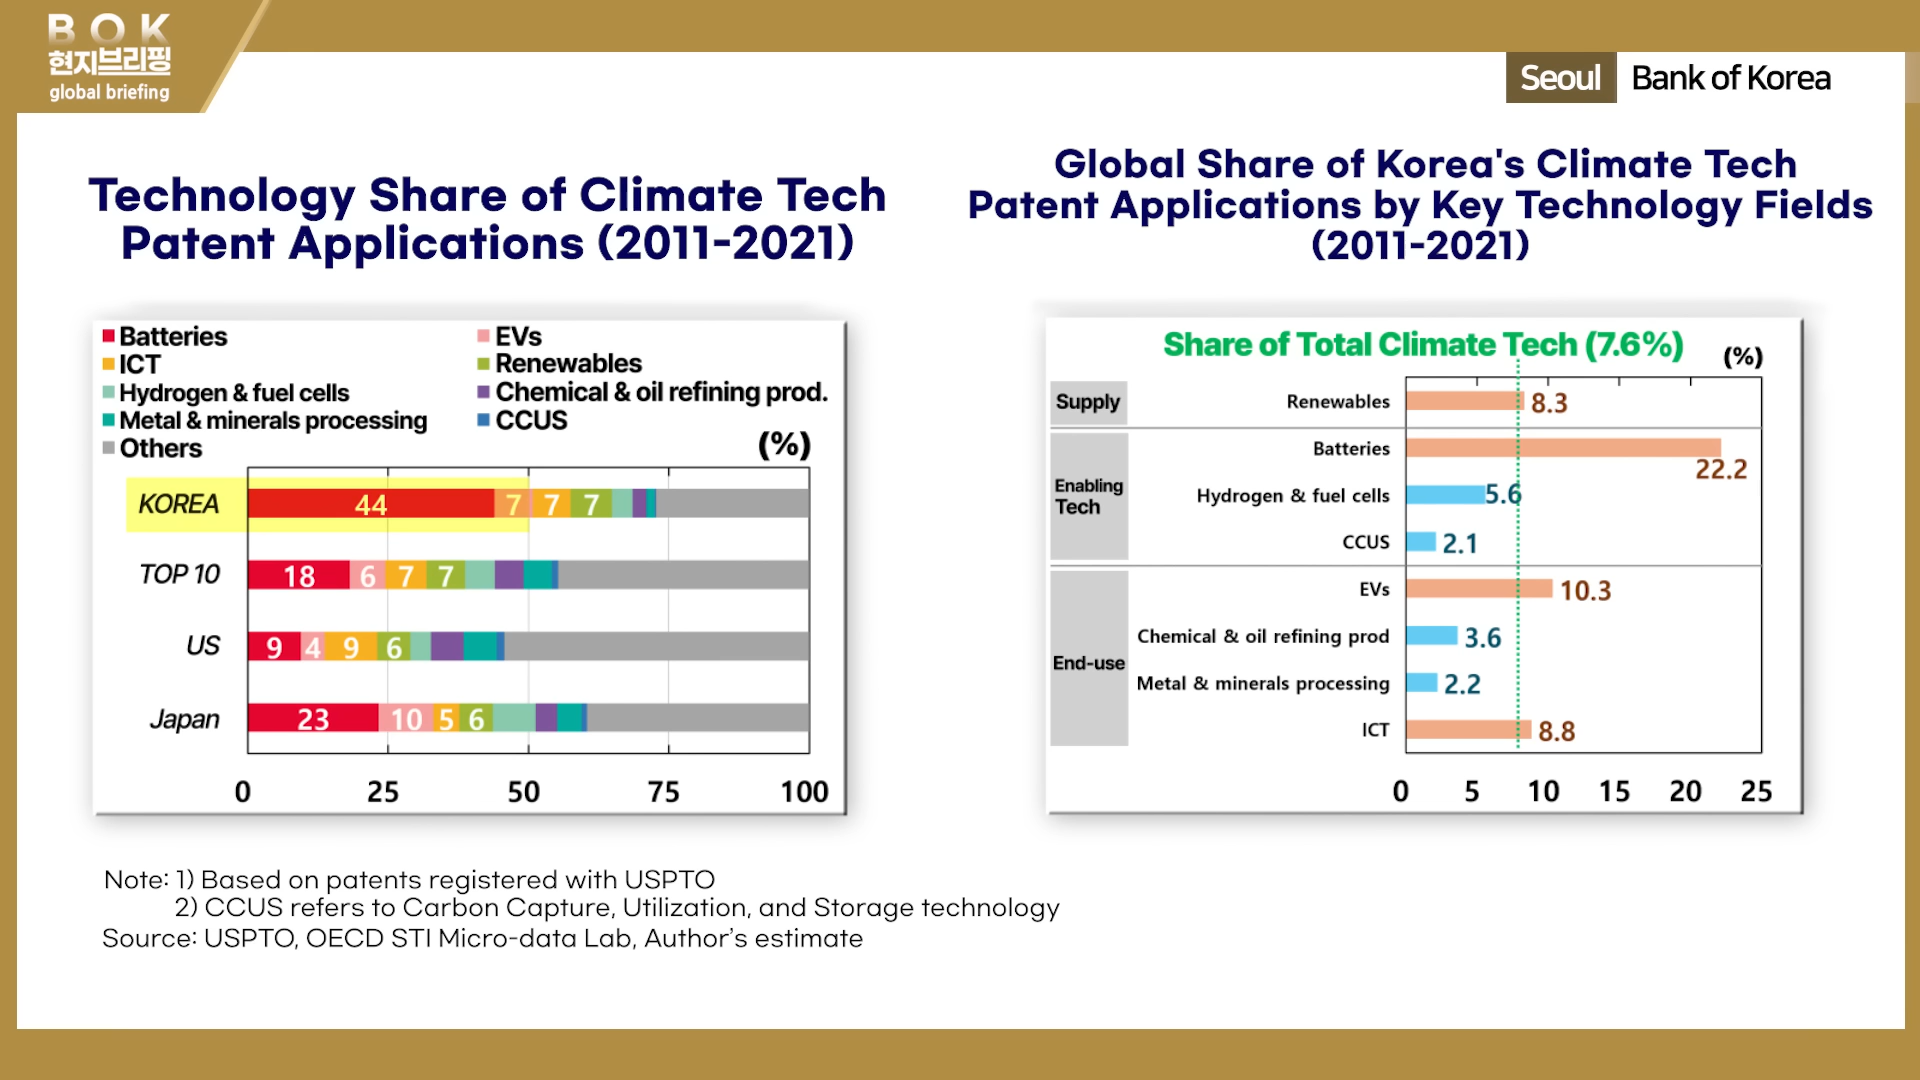 BOK
현지브리핑
global briefing
Seoul Bank of Korea
Technology Share of Climate Tech
Patent Applications (2011-2021)
Batteries
EVs
ICT
Renewables
Hydrogen & fuel cells
Chemical & oil refining prod.
Metal & minerals processing
CCUS
Others
(%)
KOREA 44 7 7 7
TOP 10 18 6 7 7
US 9 4 9 6
Japan 23 10 5 6
0 25 50 75 100
Global Share of Korea's Climate Tech
Patent Applications by Key Technology Fields
(2011-2021)
Share of Total Climate Tech (7.6%)
(%)
Supply
Renewables 8.3
Enabling
Tech
Batteries 22.2
Hydrogen & fuel cells 5.6
CCUS 2.1
End-use
EVs 10.3
Chemical & oil refining prod 3.6
Metal & minerals processing 2.2
ICT 8.8
0 5 10 15 20 25
Note: 1) Based on patents registered with USPTO
2) CCUS refers to Carbon Capture, Utilization, and Storage technology
Source: USPTO, OECD STI Micro-data Lab, Author’s estimate